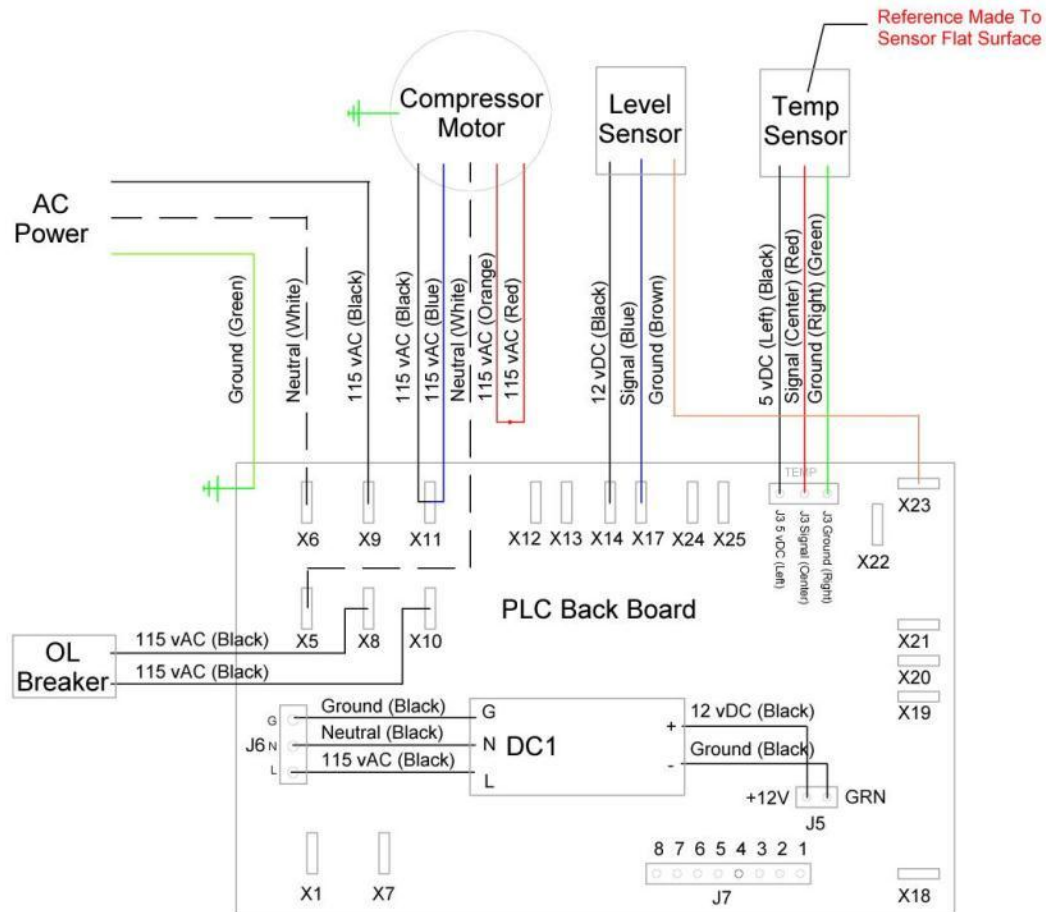 Reference Made To
Sensor Flat Surface
Compressor
Motor
Level
Sensor
Temp
Sensor
AC
Power
Ground (Green)
Neutral (White)
115 vAC (Black)
115 vAC (Black)
115 vAC (Blue)
Neutral (White)
115 vAC (Orange)
115 vAC (Red)
12 vDC (Black)
Signal (Blue)
Ground (Brown)
5 vDC (Left) (Black)
Signal (Center) (Red)
Ground (Right) (Green)
TEMP
X6
X9
X11
X12
X13
X14
X17
X24
X25
J3 5 vDC (Left)
J3 Signal (Center)
J3 Ground (Right)
X22
X23
X5
X8
X10
PLC Back Board
OL
Breaker
115 vAC (Black)
115 vAC (Black)
X21
X20
X19
J6
G
N
L
Ground (Black)
Neutral (Black)
115 vAC (Black)
G
N
L
DC1
+
-
12 vDC (Black)
Ground (Black)
+12V
GRN
J5
8 7 6 5 4 3 2 1
J7
X1
X7
X18